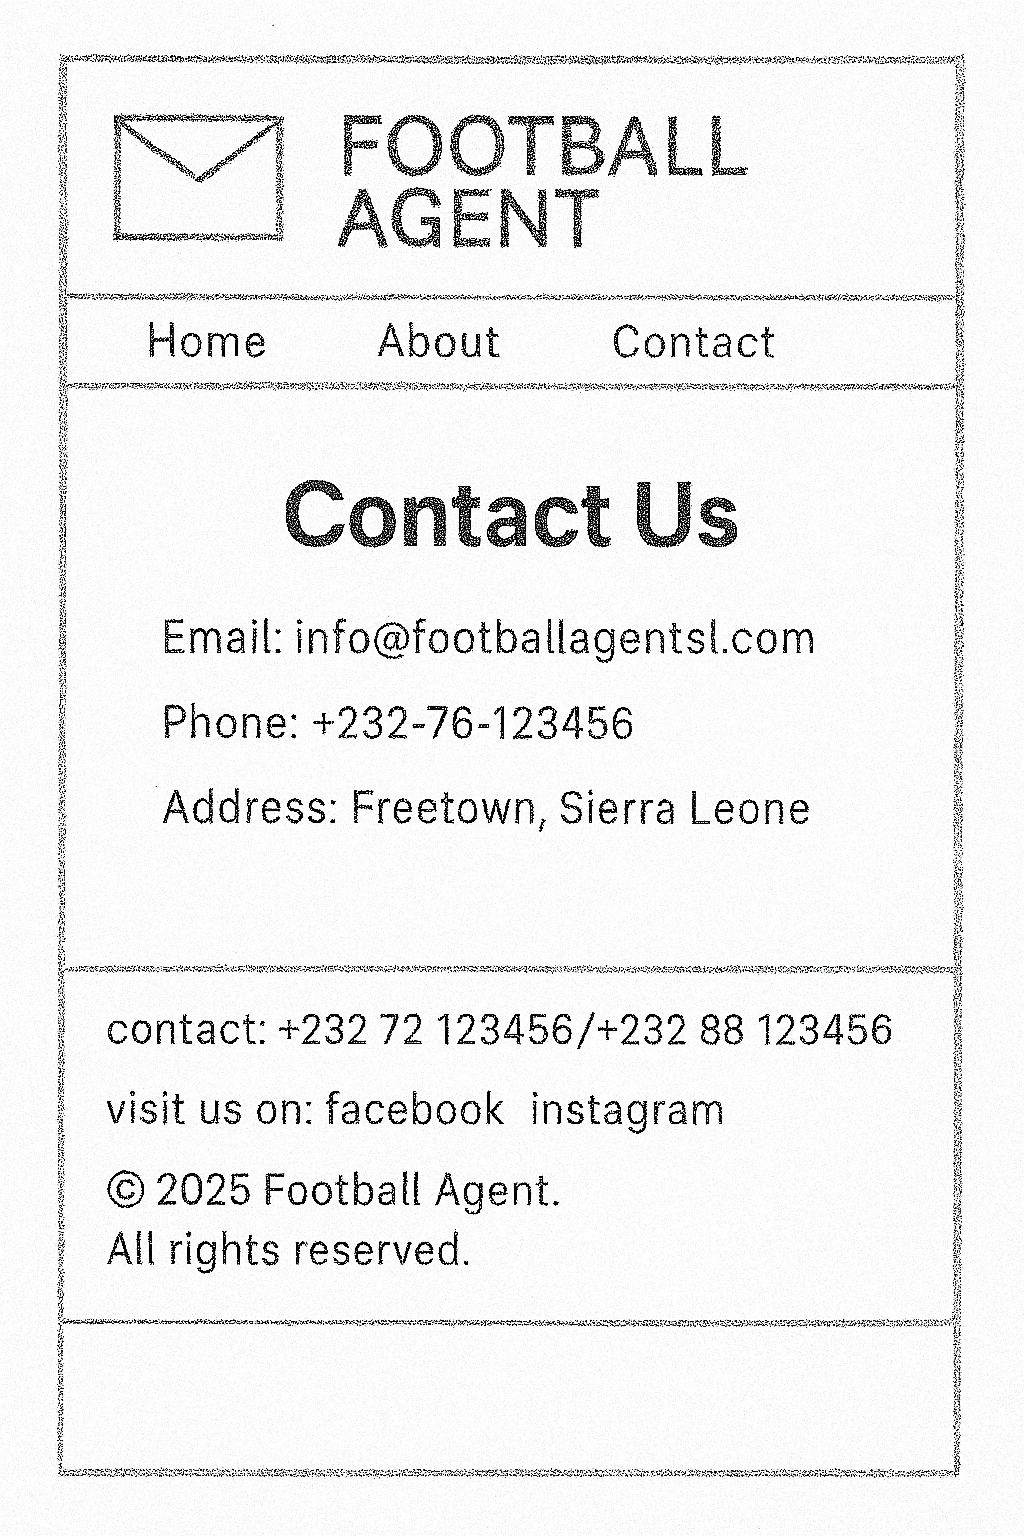 FOOTBALL
AGENT
Home About Contact
Contact Us
Email: info@footballagentsl.com
Phone: +232-76-123456
Address: Freetown, Sierra Leone
contact: +232 72 123456/+232 88 123456
visit us on: facebook instagram
© 2025 Football Agent.
All rights reserved.